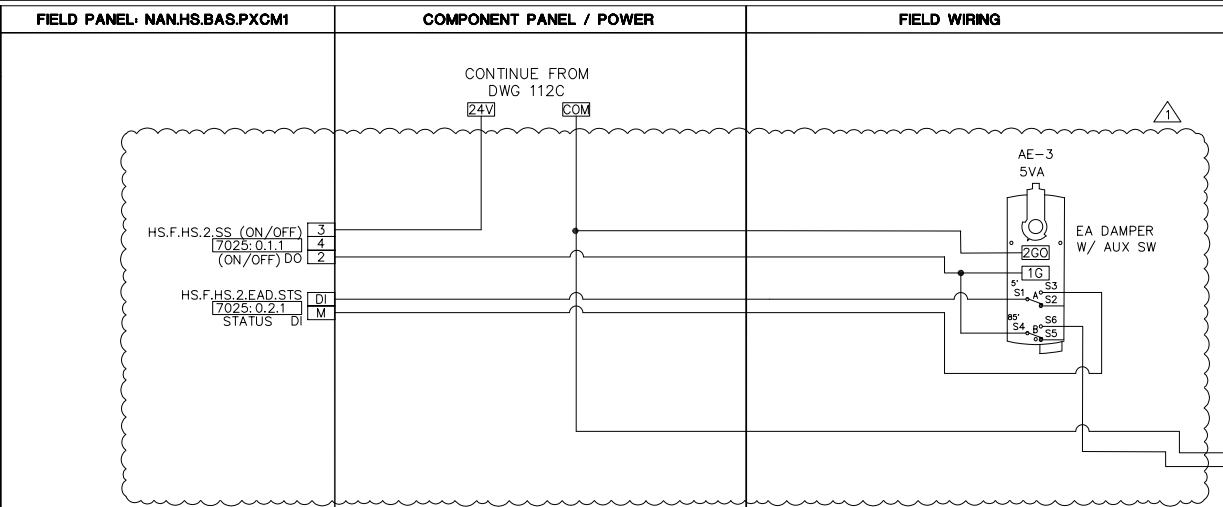 FIELD PANEL: NAN.HS.BAS.PXCM1
COMPONENT PANEL / POWER
FIELD WIRING
CONTINUE FROM
DWG 112C
24V
COM
1
AE-3
5VA
EA DAMPER
W/ AUX SW
HS.F.HS.2.SS (ON/OFF) 3
7025: 0.1.1 4
(ON/OFF) DO 2
2GO
1G
HS.F.HS.2.EAD.STS DI
7025: 0.2.1 M
STATUS DI
5'
S1 A S3
S2
85'
S4 B S6
S5